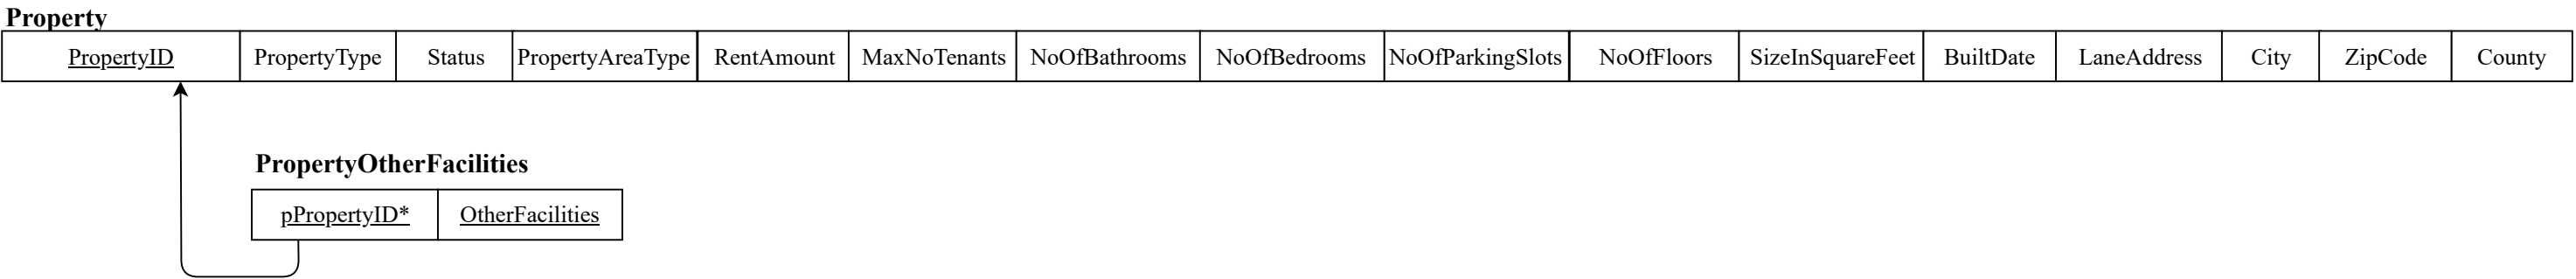 Property
PropertyID PropertyType Status PropertyAreaType RentAmount MaxNoTenants NoOfBathrooms NoOfBedrooms NoOfParkingSlots NoOfFloors SizeInSquareFeet BuiltDate LaneAddress City ZipCode County
PropertyOtherFacilities
pPropertyID* OtherFacilities